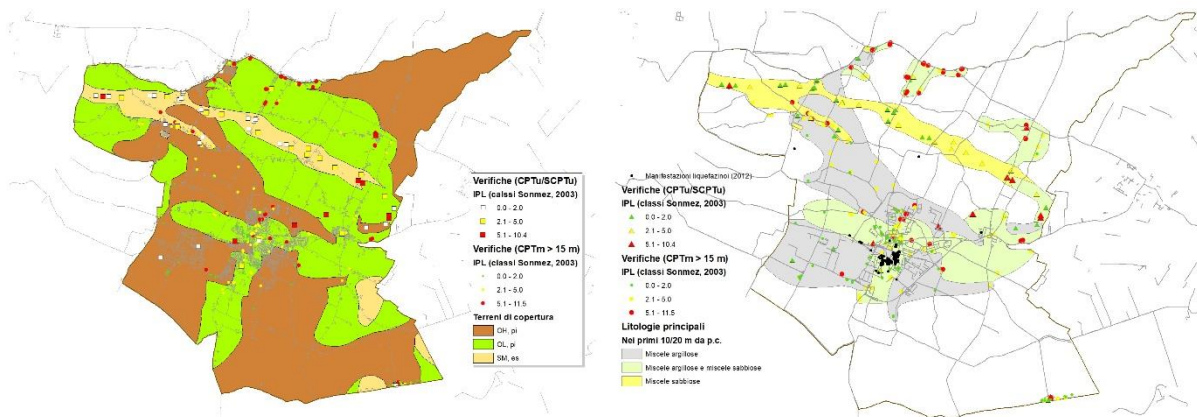 Verifiche (CPTu/SCPTu)
IPL (calssi Sonmez, 2003)
0.0 - 2.0
2.1 - 5.0
5.1 - 10.4
Verifiche (CPTm > 15 m)
IPL (classi Sonmez, 2003)
0.0 - 2.0
2.1 - 5.0
5.1 - 11.5
Terreni di copertura
OH, pi
OL, pi
SM, es
Manifestazioni liquefazinoi (2012)
Verifiche (CPTu/SCPTu)
IPL (classi Sonmez, 2003)
0.0 - 2.0
2.1 - 5.0
5.1 - 10.4
Verifiche (CPTm > 15 m)
IPL (classi Sonmez, 2003)
0.0 - 2.0
2.1 - 5.0
5.1 - 11.5
Litologie principali
Nei primi 10/20 m da p.c.
Miscele argillose
Miscele argillose e miscele sabbiose
Miscele sabbiose